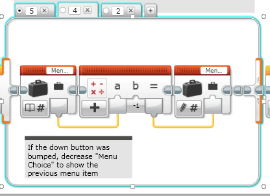 5 4 2 +
Men... Men...
a b =
-1
#
#
If the down button was
bumped, decrease "Menu
Choice" to show the
previous menu item